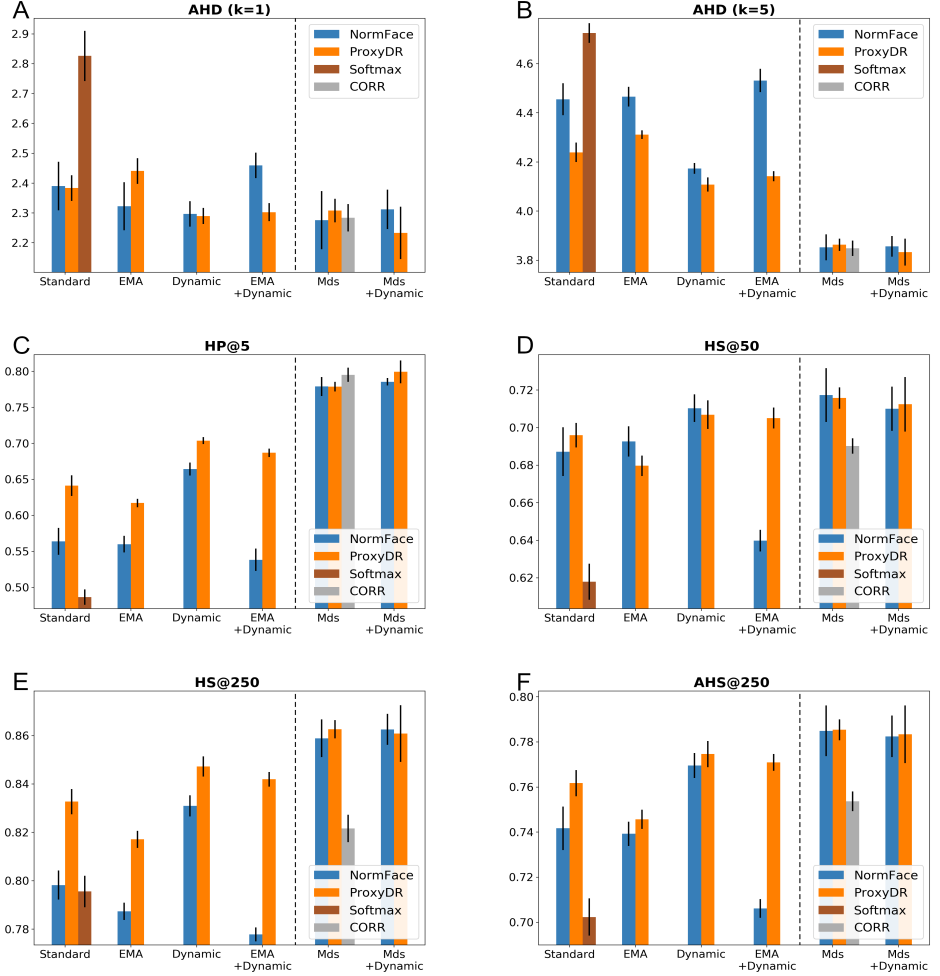 A
AHD (k=1)
2.9
2.8
2.7
2.6
2.5
2.4
2.3
2.2
NormFace
ProxyDR
Softmax
CORR
Standard
EMA
Dynamic
EMA
+Dynamic
Mds
Mds
+Dynamic
B
AHD (k=5)
4.6
4.4
4.2
4.0
3.8
NormFace
ProxyDR
Softmax
CORR
Standard
EMA
Dynamic
EMA
+Dynamic
Mds
Mds
+Dynamic
C
HP@5
0.80
0.75
0.70
0.65
0.60
0.55
0.50
NormFace
ProxyDR
Softmax
CORR
Standard
EMA
Dynamic
EMA
+Dynamic
Mds
Mds
+Dynamic
D
HS@50
0.72
0.70
0.68
0.66
0.64
0.62
NormFace
ProxyDR
Softmax
CORR
Standard
EMA
Dynamic
EMA
+Dynamic
Mds
Mds
+Dynamic
E
HS@250
0.86
0.84
0.82
0.80
0.78
NormFace
ProxyDR
Softmax
CORR
Standard
EMA
Dynamic
EMA
+Dynamic
Mds
Mds
+Dynamic
F
AHS@250
0.80
0.78
0.76
0.74
0.72
0.70
NormFace
ProxyDR
Softmax
CORR
Standard
EMA
Dynamic
EMA
+Dynamic
Mds
Mds
+Dynamic